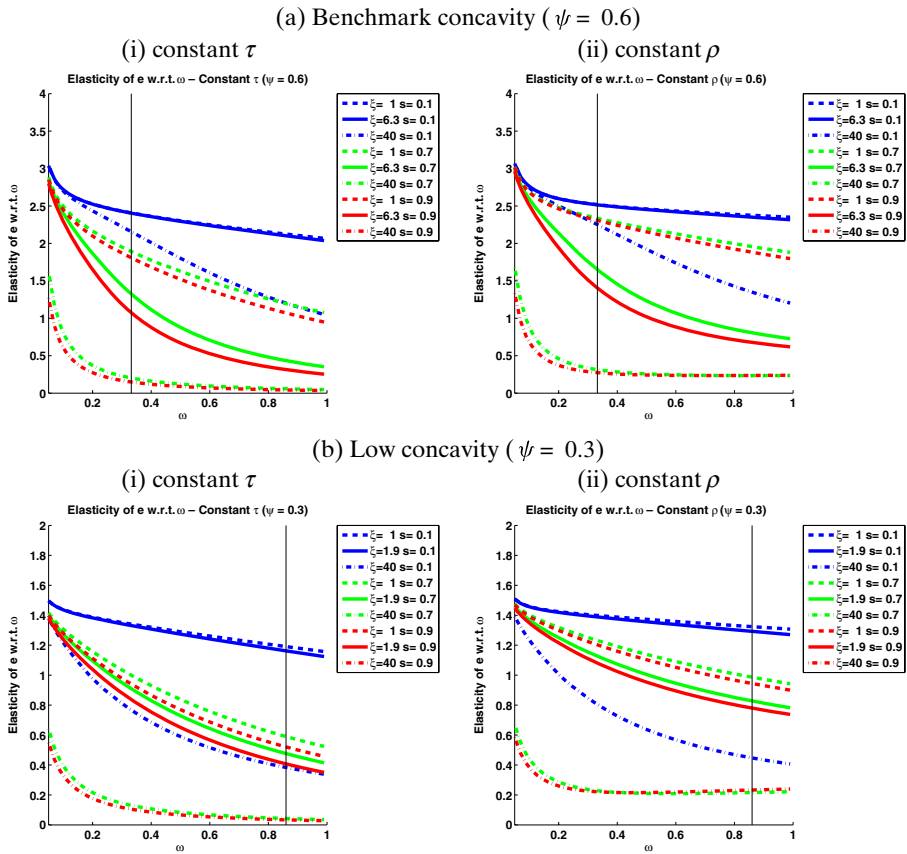 (a) Benchmark concavity ( ψ = 0.6)
(i) constant τ
Elasticity of e w.r.t. ω – Constant τ (ψ = 0.6)
Elasticity of e w.r.t. ω
4
3.5
3
2.5
2
1.5
1
0.5
0
0.2
0.4
0.6
0.8
1
ω
ξ= 1 s= 0.1
ξ=6.3 s= 0.1
ξ=40 s= 0.1
ξ= 1 s= 0.7
ξ=6.3 s= 0.7
ξ=40 s= 0.7
ξ= 1 s= 0.9
ξ=6.3 s= 0.9
ξ=40 s= 0.9
(ii) constant ρ
Elasticity of e w.r.t. ω – Constant ρ (ψ = 0.6)
Elasticity of e w.r.t. ω
4
3.5
3
2.5
2
1.5
1
0.5
0
0.2
0.4
0.6
0.8
1
ω
ξ= 1 s= 0.1
ξ=6.3 s= 0.1
ξ=40 s= 0.1
ξ= 1 s= 0.7
ξ=6.3 s= 0.7
ξ=40 s= 0.7
ξ= 1 s= 0.9
ξ=6.3 s= 0.9
ξ=40 s= 0.9
(b) Low concavity ( ψ = 0.3)
(i) constant τ
Elasticity of e w.r.t. ω – Constant τ (ψ = 0.3)
Elasticity of e w.r.t. ω
2
1.8
1.6
1.4
1.2
1
0.8
0.6
0.4
0.2
0
0.2
0.4
0.6
0.8
1
ω
ξ= 1 s= 0.1
ξ=1.9 s= 0.1
ξ=40 s= 0.1
ξ= 1 s= 0.7
ξ=1.9 s= 0.7
ξ=40 s= 0.7
ξ= 1 s= 0.9
ξ=1.9 s= 0.9
ξ=40 s= 0.9
(ii) constant ρ
Elasticity of e w.r.t. ω – Constant ρ (ψ = 0.3)
Elasticity of e w.r.t. ω
2
1.8
1.6
1.4
1.2
1
0.8
0.6
0.4
0.2
0
0.2
0.4
0.6
0.8
1
ω
ξ= 1 s= 0.1
ξ=1.9 s= 0.1
ξ=40 s= 0.1
ξ= 1 s= 0.7
ξ=1.9 s= 0.7
ξ=40 s= 0.7
ξ= 1 s= 0.9
ξ=1.9 s= 0.9
ξ=40 s= 0.9